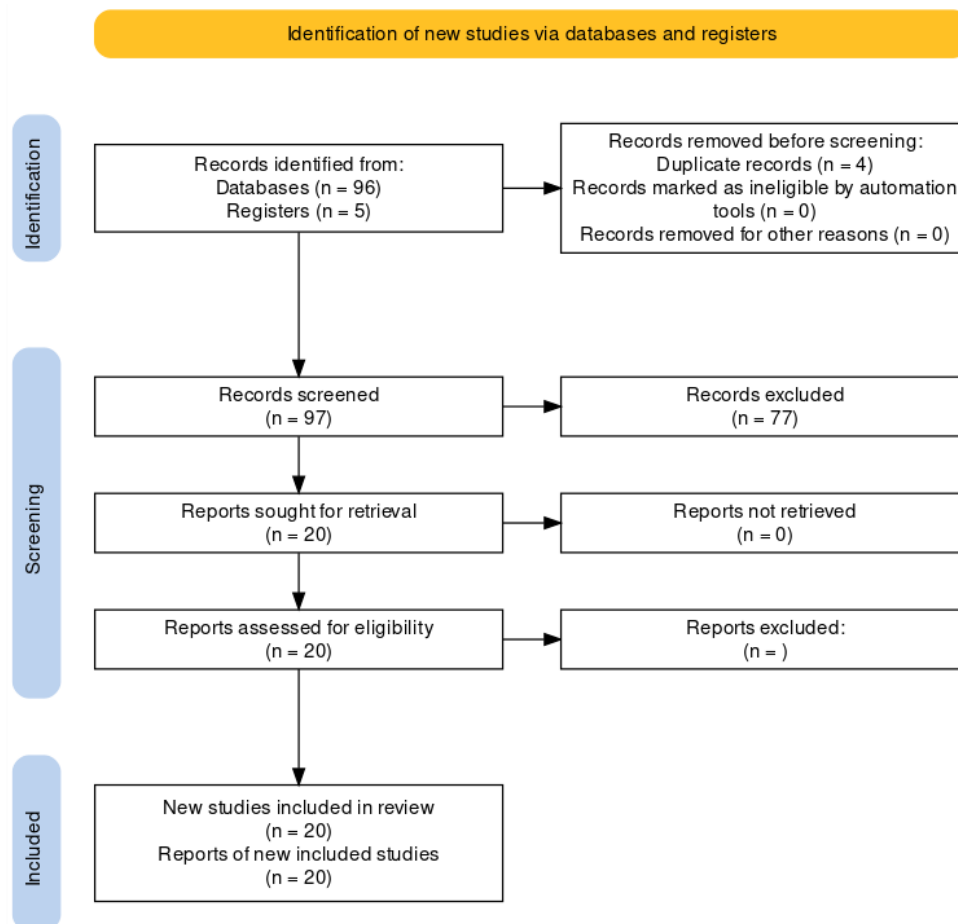 Identification of new studies via databases and registers
Identification
Records identified from:
Databases (n = 96)
Registers (n = 5)
Records removed before screening:
Duplicate records (n = 4)
Records marked as ineligible by automation
tools (n = 0)
Records removed for other reasons (n = 0)
Screening
Records screened
(n = 97)
Records excluded
(n = 77)
Reports sought for retrieval
(n = 20)
Reports not retrieved
(n = 0)
Reports assessed for eligibility
(n = 20)
Reports excluded:
(n = )
Included
New studies included in review
(n = 20)
Reports of new included studies
(n = 20)